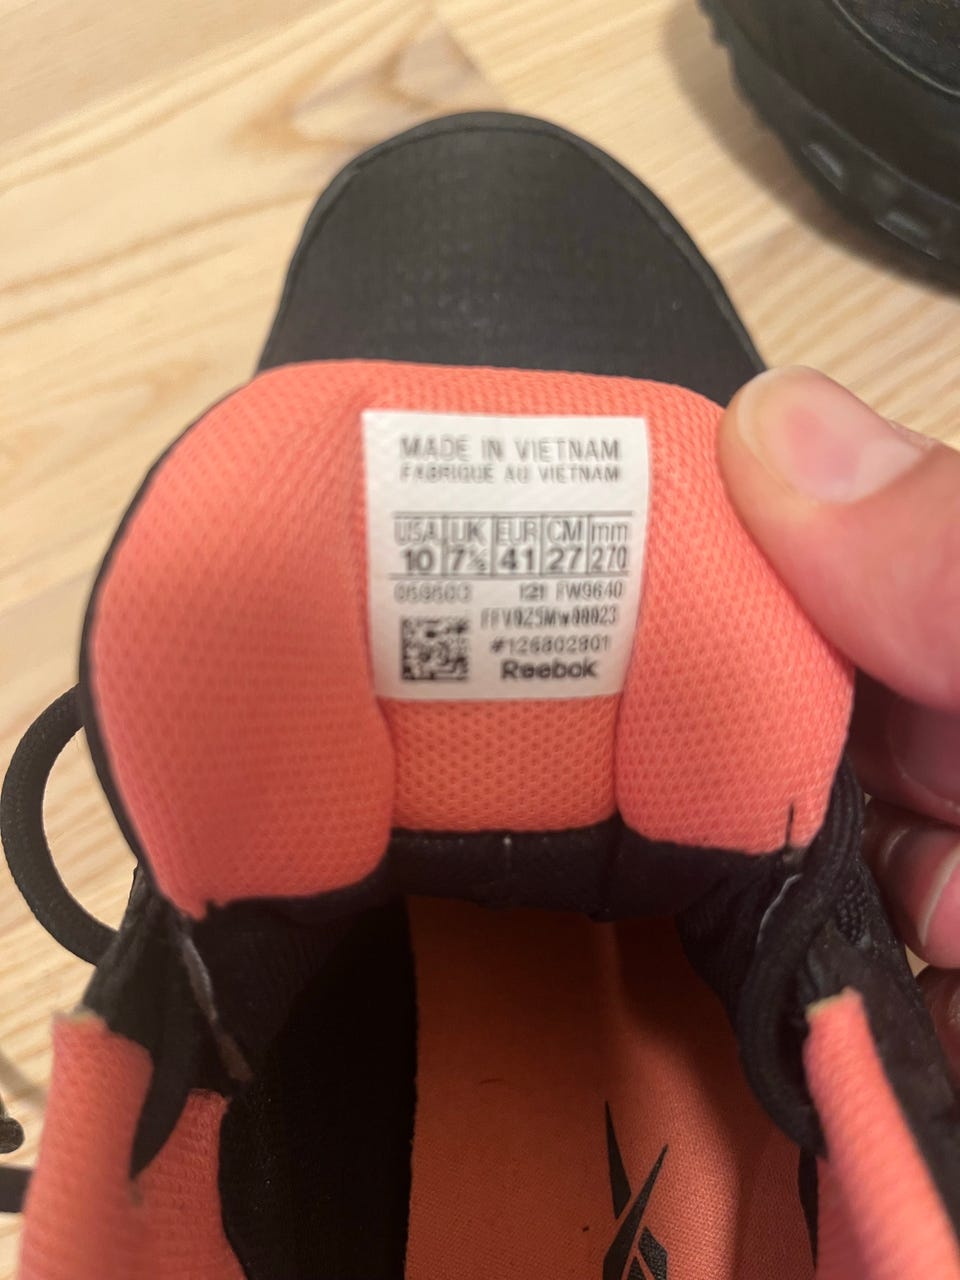 MADE IN VIETNAM
FABRIQUE AU VIETNAM
USA UK EUR CM mm
10 7½ 41 27 270
121 FW9640
#126802801
Reebok